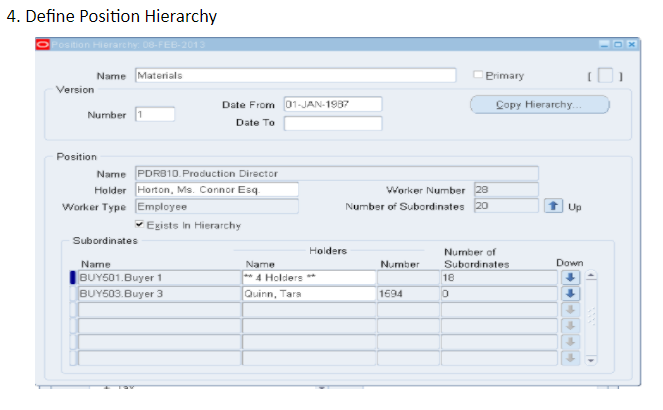 4. Define Position Hierarchy
Position Hierarchy: 08-FEB-2013
Name Materials Primary [ ]
Version
Number 1 Date From 01-JAN-1987 Copy Hierarchy...
Date To
Position
Name PDR810.Production Director
Holder Horton, Ms. Connor Esq. Worker Number 28
Worker Type Employee Number of Subordinates 20 Up
Exists In Hierarchy
Subordinates
Holders Number of
Name Name Number Subordinates Down
BUY501.Buyer 1 ** 4 Holders ** 18
BUY503.Buyer 3 Quinn, Tara 1694 0